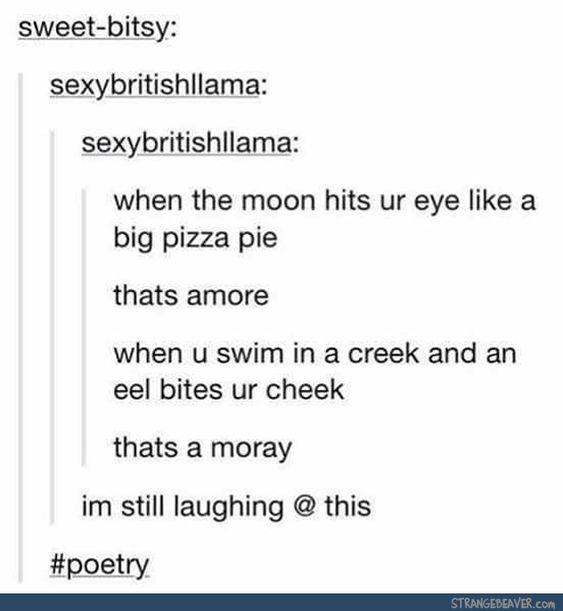 sweet-bitsy:
sexybritishllama:
sexybritishllama:
when the moon hits ur eye like a
big pizza pie
thats amore
when u swim in a creek and an
eel bites ur cheek
thats a moray
im still laughing @ this
#poetry
STRANGEBEAVER.com